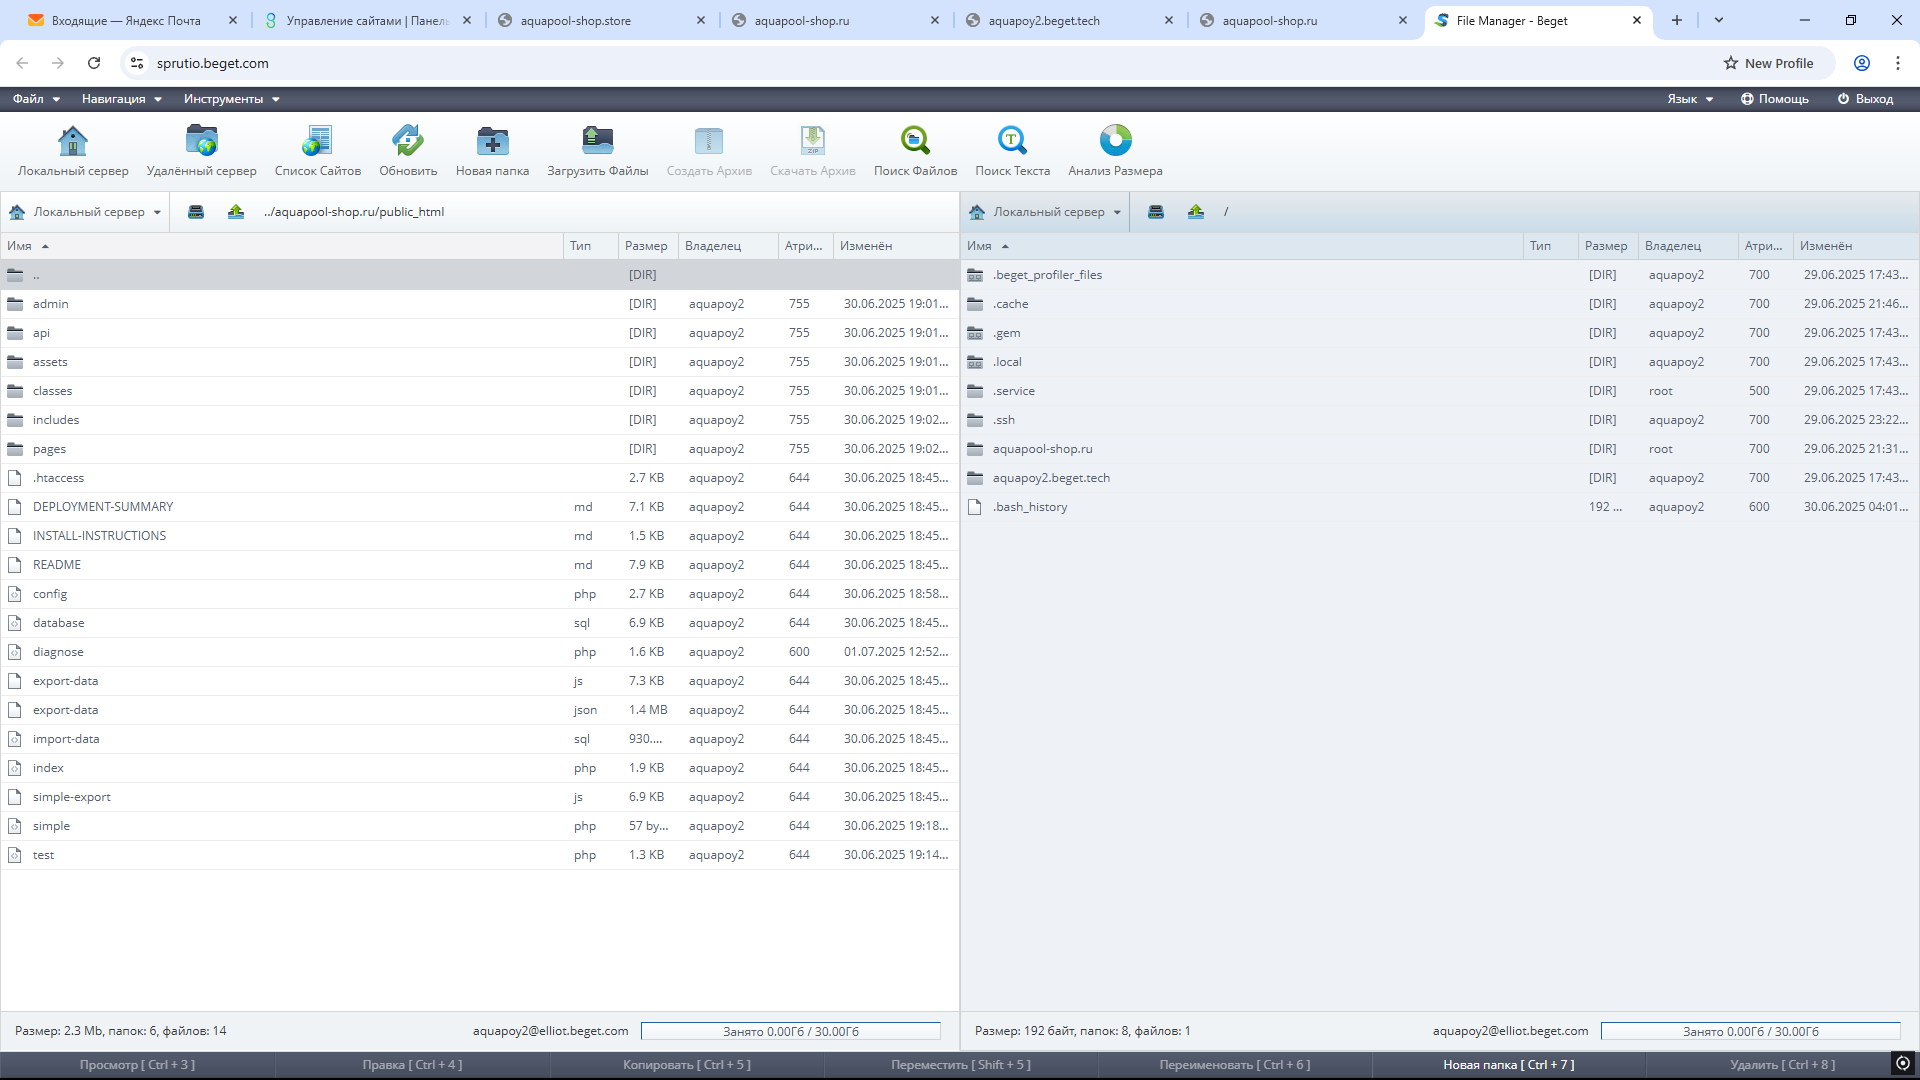 Входящие — Яндекс Почта
Управление сайтами | Панель
aquapool-shop.store
aquapool-shop.ru
aquapoy2.beget.tech
aquapool-shop.ru
File Manager - Beget
sprutio.beget.com
New Profile
Файл Навигация Инструменты Язык Помощь Выход
Локальный сервер Удалённый сервер Список Сайтов Обновить Новая папка Загрузить Файлы Создать Архив Скачать Архив Поиск Файлов Поиск Текста Анализ Размера
Локальный сервер ../aquapool-shop.ru/public_html
Имя Тип Размер Владелец Атри... Изменён
.. [DIR]
admin [DIR] aquapoy2 755 30.06.2025 19:01...
api [DIR] aquapoy2 755 30.06.2025 19:01...
assets [DIR] aquapoy2 755 30.06.2025 19:01...
classes [DIR] aquapoy2 755 30.06.2025 19:01...
includes [DIR] aquapoy2 755 30.06.2025 19:02...
pages [DIR] aquapoy2 755 30.06.2025 19:02...
.htaccess 2.7 KB aquapoy2 644 30.06.2025 18:45...
DEPLOYMENT-SUMMARY md 7.1 KB aquapoy2 644 30.06.2025 18:45...
INSTALL-INSTRUCTIONS md 1.5 KB aquapoy2 644 30.06.2025 18:45...
README md 7.9 KB aquapoy2 644 30.06.2025 18:45...
config php 2.7 KB aquapoy2 644 30.06.2025 18:58...
database sql 6.9 KB aquapoy2 644 30.06.2025 18:45...
diagnose php 1.6 KB aquapoy2 600 01.07.2025 12:52...
export-data js 7.3 KB aquapoy2 644 30.06.2025 18:45...
export-data json 1.4 MB aquapoy2 644 30.06.2025 18:45...
import-data sql 930.... aquapoy2 644 30.06.2025 18:45...
index php 1.9 KB aquapoy2 644 30.06.2025 18:45...
simple-export js 6.9 KB aquapoy2 644 30.06.2025 18:45...
simple php 57 by... aquapoy2 644 30.06.2025 19:18...
test php 1.3 KB aquapoy2 644 30.06.2025 19:14...
Размер: 2.3 Mb, папок: 6, файлов: 14 aquapoy2@elliot.beget.com Занято 0.00Гб / 30.00Гб
Локальный сервер /
Имя Тип Размер Владелец Атри... Изменён
.beget_profiler_files [DIR] aquapoy2 700 29.06.2025 17:43...
.cache [DIR] aquapoy2 700 29.06.2025 21:46...
.gem [DIR] aquapoy2 700 29.06.2025 17:43...
.local [DIR] aquapoy2 700 29.06.2025 17:43...
.service [DIR] root 500 29.06.2025 17:43...
.ssh [DIR] aquapoy2 700 29.06.2025 23:22...
aquapool-shop.ru [DIR] root 700 29.06.2025 21:31...
aquapoy2.beget.tech [DIR] aquapoy2 700 29.06.2025 17:43...
.bash_history 192 ... aquapoy2 600 30.06.2025 04:01...
Размер: 192 байт, папок: 8, файлов: 1 aquapoy2@elliot.beget.com Занято 0.00Гб / 30.00Гб
Просмотр [ Ctrl + 3 ] Правка [ Ctrl + 4 ] Копировать [ Ctrl + 5 ] Переместить [ Shift + 5 ] Переименовать [ Ctrl + 6 ] Новая папка [ Ctrl + 7 ] Удалить [ Ctrl + 8 ]